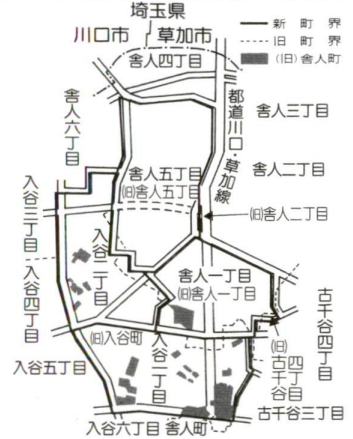 埼玉県
川口市
草加市
新町界
旧町界
(旧)舎人町
舎人四丁目
舎人六丁目
都道川口・草加線
舎人三丁目
舎人五丁目
(旧)舎人五丁目
舎人二丁目
(旧)舎人二丁目
入谷三丁目
入谷二丁目
舎人一丁目
(旧)舎人一丁目
入谷四丁目
(旧)入谷町
入谷一丁目
(旧)古千谷四丁目
古千谷四丁目
入谷五丁目
入谷六丁目
舎人町
古千谷三丁目